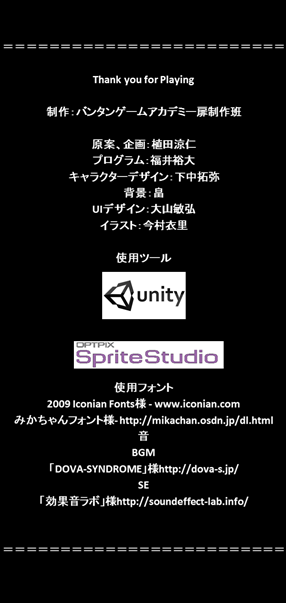 ==============================
Thank you for Playing
制作：バンタンゲームアカデミー扉制作班
原案、企画：植田涼仁
プログラム：福井裕大
キャラクターデザイン：下中拓弥
背景：畠
UIデザイン：大山敏弘
イラスト：今村衣里
使用ツール
unity
OPTPiX
SpriteStudio
使用フォント
2009 Iconian Fonts様 - www.iconian.com
みかちゃんフォント様- http://mikachan.osdn.jp/dl.html
音
BGM
「DOVA-SYNDROME」様http://dova-s.jp/
SE
「効果音ラボ」様http://soundeffect-lab.info/
==============================